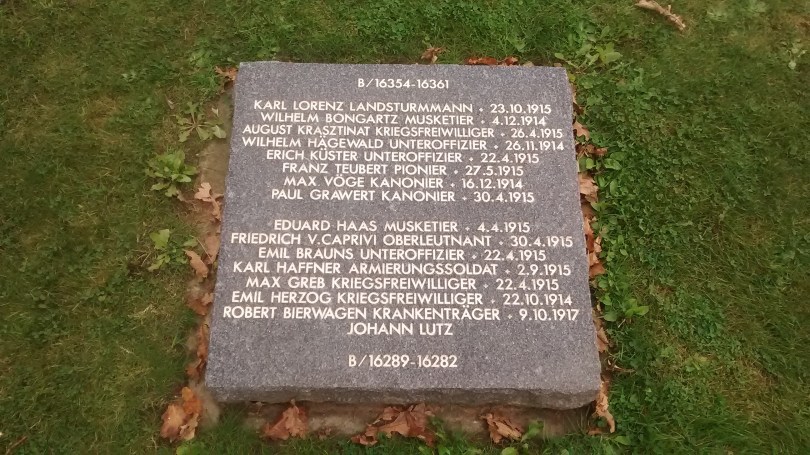 B/16354-16361
KARL LORENZ LANDSTURMMANN • 23.10.1915
WILHELM BONGARTZ MUSKETIER • 4.12.1914
AUGUST KRASZTINAT KRIEGSFREIWILLIGER • 26.4.1915
WILHELM HÄGEWALD UNTEROFFIZIER • 26.11.1914
ERICH KÜSTER UNTEROFFIZIER • 22.4.1915
FRANZ TEUBERT PIONIER • 27.5.1915
MAX VÖGE KANONIER • 16.12.1914
PAUL GRAWERT KANONIER • 30.4.1915
EDUARD HAAS MUSKETIER • 4.4.1915
FRIEDRICH V.CAPRIVI OBERLEUTNANT • 30.4.1915
EMIL BRAUNS UNTEROFFIZIER • 22.4.1915
KARL HAFFNER ARMIERUNGSSOLDAT • 2.9.1915
MAX GREB KRIEGSFREIWILLIGER • 22.4.1915
EMIL HERZOG KRIEGSFREIWILLIGER • 22.10.1914
ROBERT BIERWAGEN KRANKENTRÄGER • 9.10.1917
JOHANN LUTZ
B/16289-16282